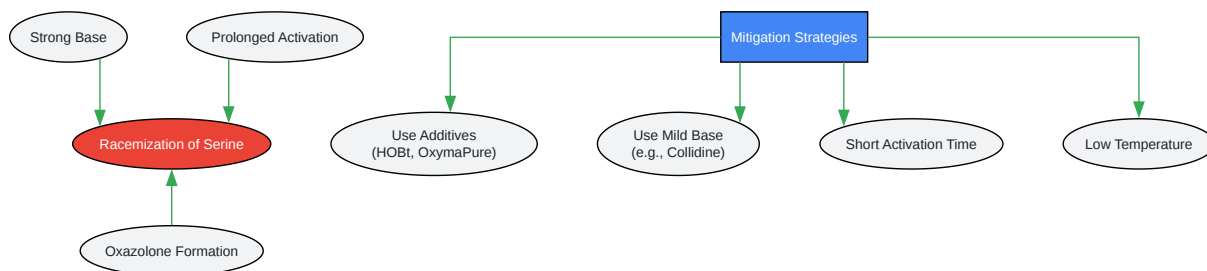 Strong Base
Prolonged Activation
Mitigation Strategies
Racemization of Serine
Use Additives
(HOBt, OxymaPure)
Use Mild Base
(e.g., Collidine)
Short Activation Time
Low Temperature
Oxazolone Formation